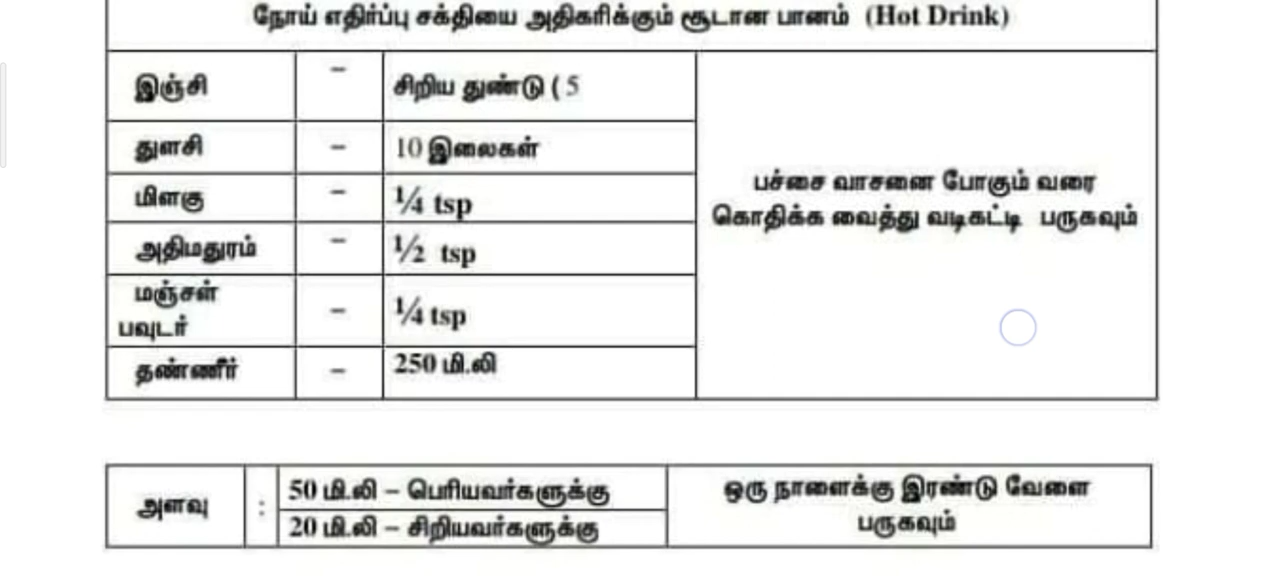 நோய் எதிர்ப்பு சக்தியை அதிகரிக்கும் சூடான பானம் (Hot Drink)
இஞ்சி – சிறிய துண்டு ( 5
துளசி – 10 இலைகள்
மிளகு – ¼ tsp
அதிமதுரம் – ½ tsp
மஞ்சள்
பவுடர் – ¼ tsp
தண்ணீர் – 250 மி.லி
பச்சை வாசனை போகும் வரை
கொதிக்க வைத்து வடிகட்டி பருகவும்
அளவு :
50 மி.லி – பெரியவர்களுக்கு
20 மி.லி – சிறியவர்களுக்கு
ஒரு நாளைக்கு இரண்டு வேளை
பருகவும்